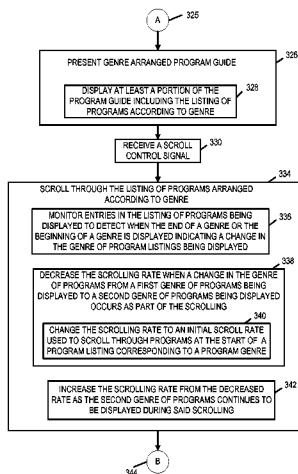 A
325
326
PRESENT GENRE ARRANGED PROGRAM GUIDE
328
DISPLAY AT LEAST A PORTION OF THE
PROGRAM GUIDE INCLUDING THE LISTING OF
PROGRAMS ACCORDING TO GENRE
RECEIVE A SCROLL
CONTROL SIGNAL
330
334
SCROLL THROUGH THE LISTING OF PROGRAMS ARRANGED
ACCORDING TO GENRE
336
MONITOR ENTRIES IN THE LISTING OF PROGRAMS BEING
DISPLAYED TO DETECT WHEN THE END OF A GENRE OR THE
BEGINNING OF A GENRE IS DISPLAYED INDICATING A CHANGE IN
THE GENRE OF PROGRAM LISTINGS BEING DISPLAYED
338
DECREASE THE SCROLLING RATE WHEN A CHANGE IN THE GENRE
OF PROGRAMS FROM A FIRST GENRE OF PROGRAMS BEING
DISPLAYED TO A SECOND GENRE OF PROGRAMS BEING DISPLAYED
OCCURS AS PART OF THE SCROLLING
340
CHANGE THE SCROLLING RATE TO AN INITIAL SCROLL RATE
USED TO SCROLL THROUGH PROGRAMS AT THE START OF A
PROGRAM LISTING CORRESPONDING TO A PROGRAM GENRE
342
INCREASE THE SCROLLING RATE FROM THE DECREASED
RATE AS THE SECOND GENRE OF PROGRAMS CONTINUES
TO BE DISPLAYED DURING SAID SCROLLING
B
344